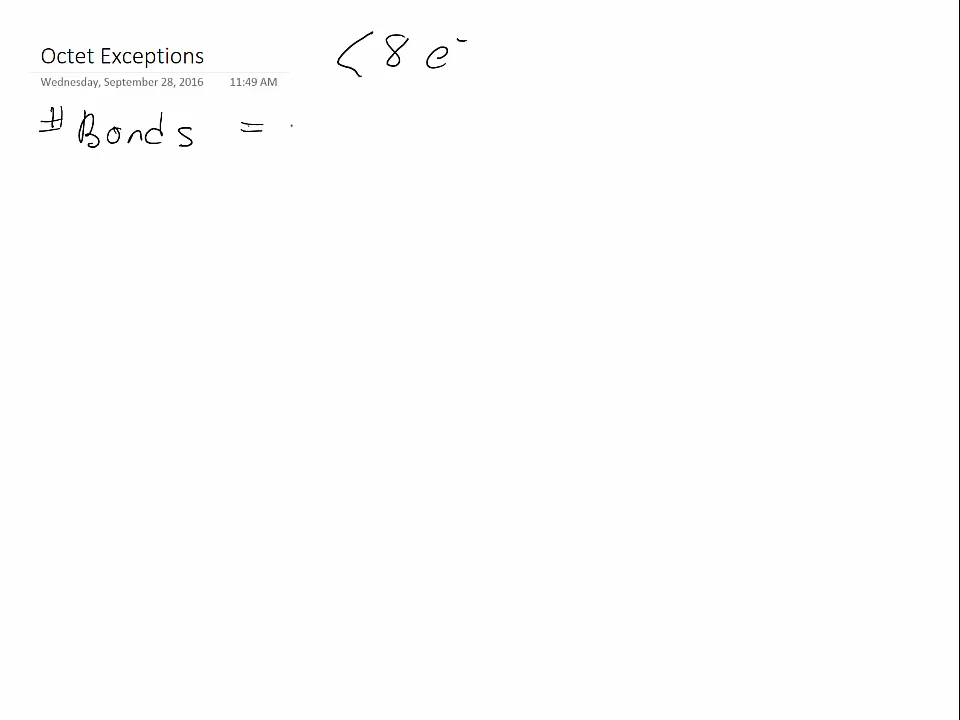 Octet Exceptions < 8 e⁻
Wednesday, September 28, 2016 11:49 AM
# Bonds =